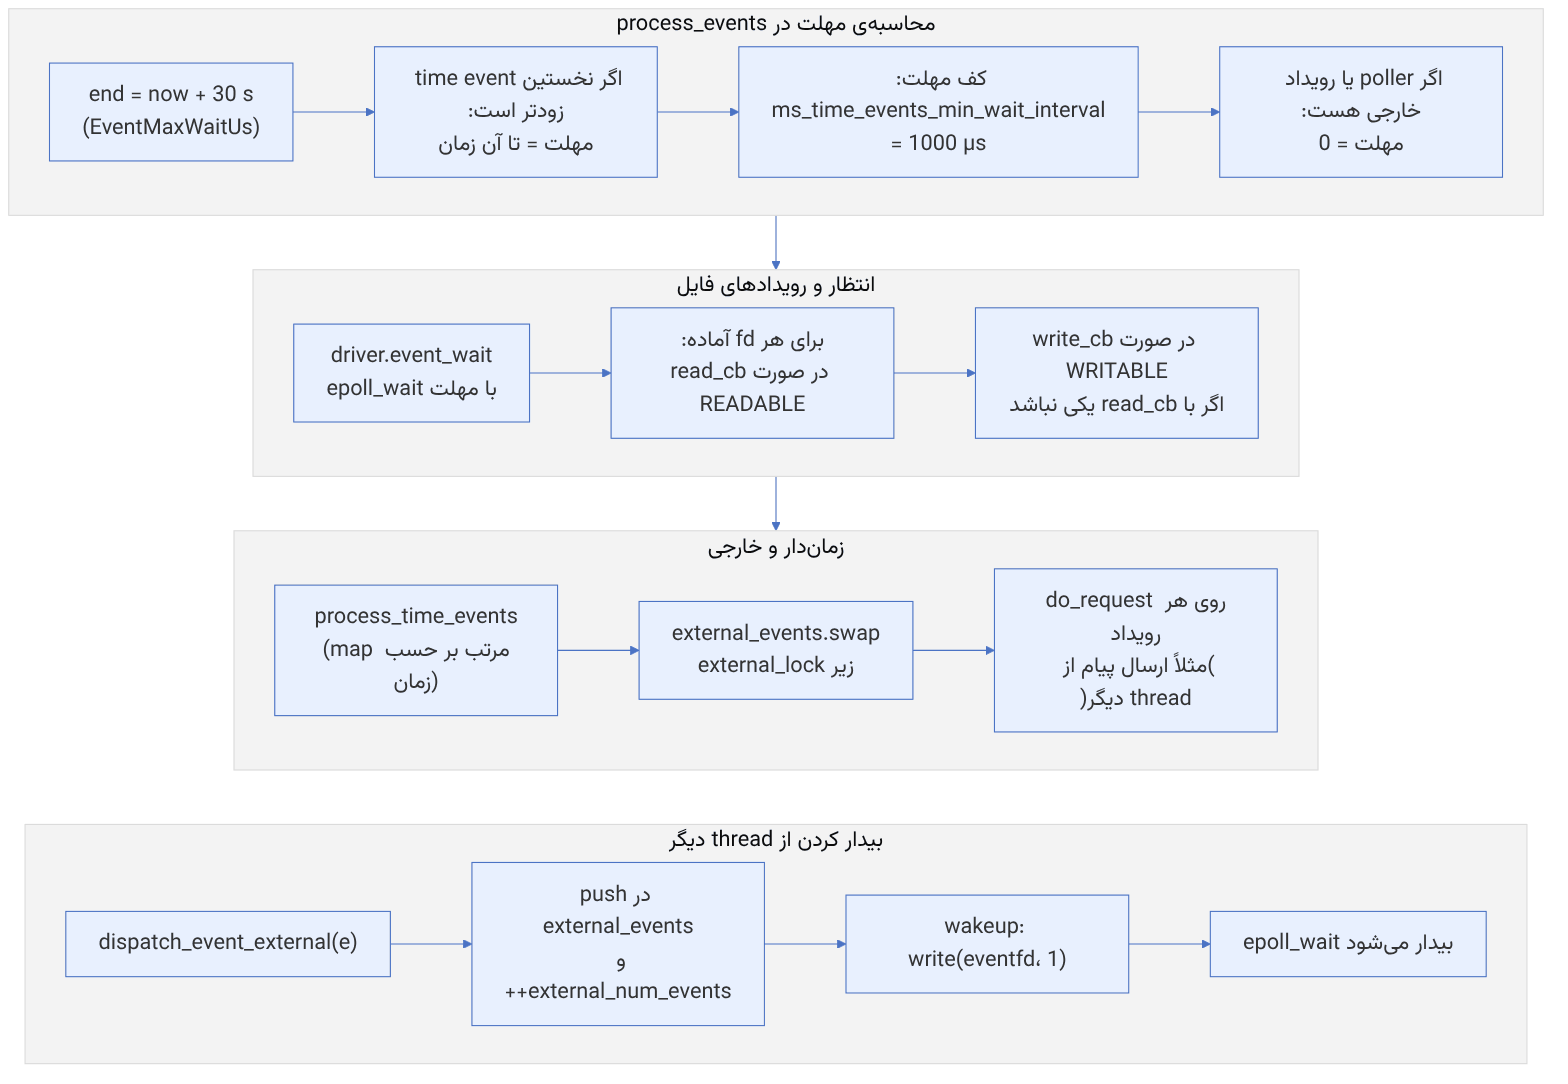 محاسبه‌ی مهلت در process_events
end = now + 30 s
(EventMaxWaitUs)
اگر نخستین time event
زودتر است:
مهلت = تا آن زمان
کف مهلت:
ms_time_events_min_wait_interval
= 1000 µs
اگر poller یا رویداد
خارجی هست:
مهلت = 0
انتظار و رویدادهای فایل
driver.event_wait
epoll_wait با مهلت
برای هر fd آماده:
read_cb در صورت
READABLE
write_cb در صورت
WRITABLE
اگر با read_cb یکی نباشد
زمان‌دار و خارجی
process_time_events
(map مرتب بر حسب
زمان)
external_events.swap
زیر external_lock
do_request روی هر
رویداد
(مثلاً ارسال پیام از
thread دیگر)
بیدار کردن از thread دیگر
dispatch_event_external(e)
push در
external_events
و
++external_num_events
wakeup:
write(eventfd، 1)
epoll_wait بیدار می‌شود